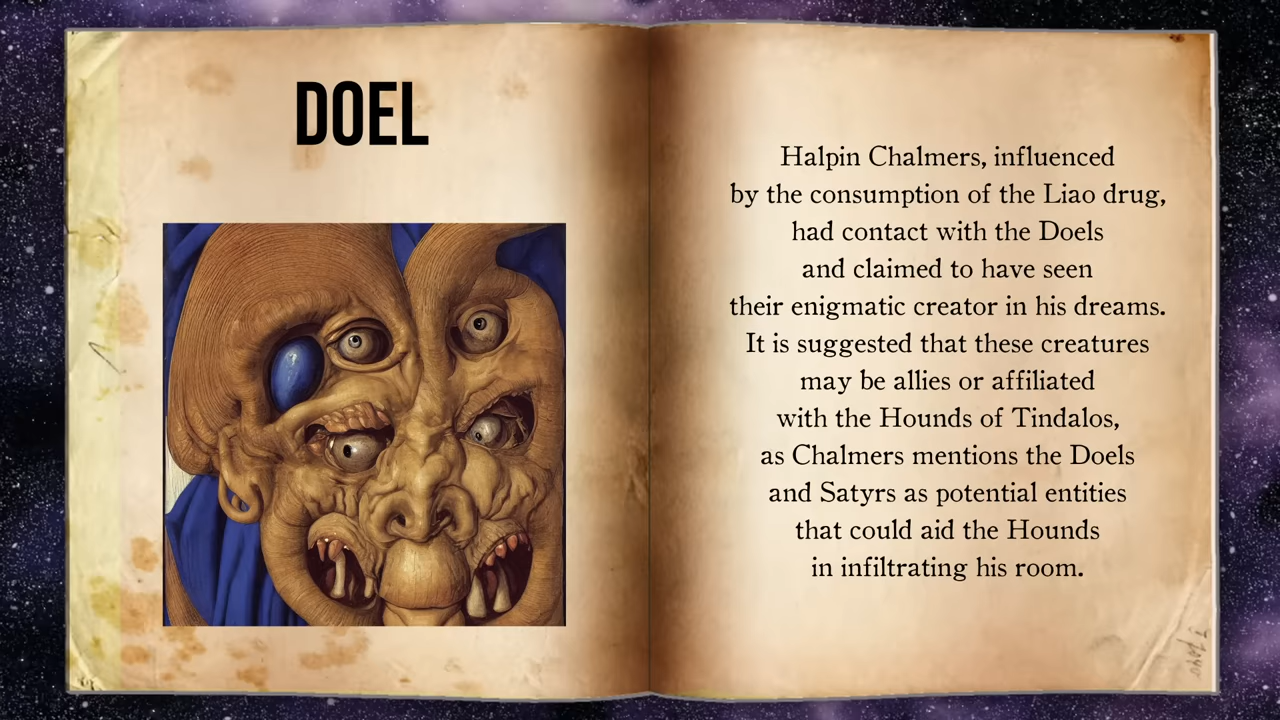 DOEL
Halpin Chalmers, influenced
by the consumption of the Liao drug,
had contact with the Doels
and claimed to have seen
their enigmatic creator in his dreams.
It is suggested that these creatures
may be allies or affiliated
with the Hounds of Tindalos,
as Chalmers mentions the Doels
and Satyrs as potential entities
that could aid the Hounds
in infiltrating his room.